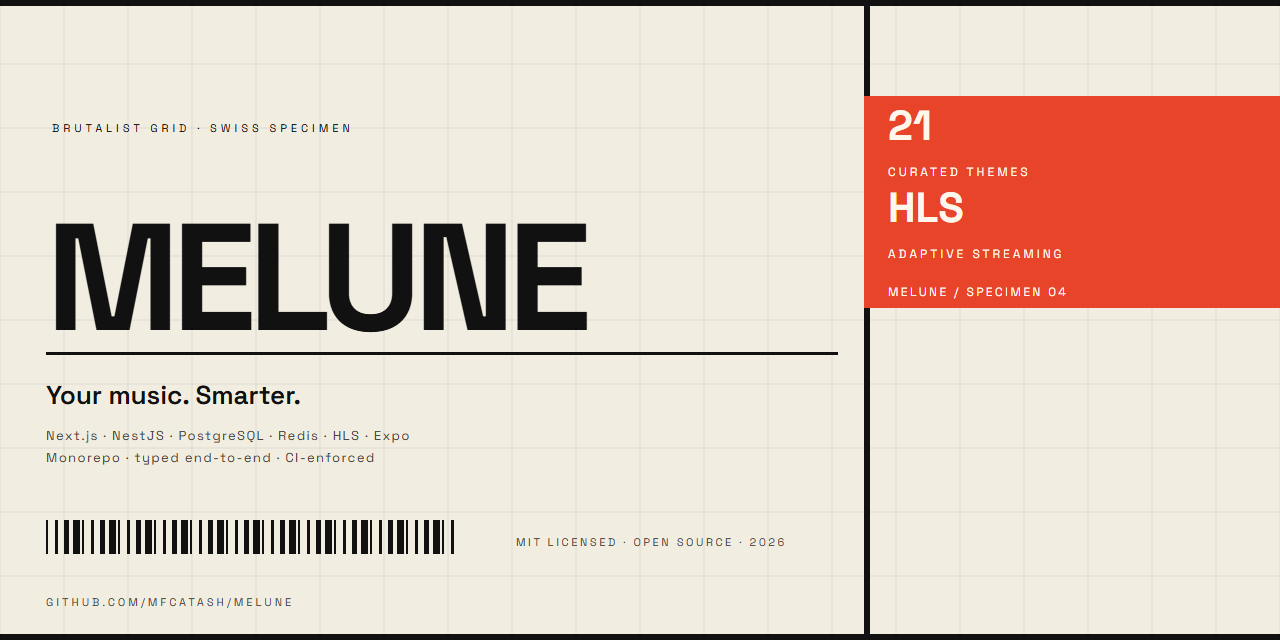 BRUTALIST GRID · SWISS SPECIMEN
MELUNE
Your music. Smarter.
Next.js · NestJS · PostgreSQL · Redis · HLS · Expo
Monorepo · typed end-to-end · CI-enforced
MIT LICENSED · OPEN SOURCE · 2026
GITHUB.COM/MFCATASH/MELUNE
21
CURATED THEMES
HLS
ADAPTIVE STREAMING
MELUNE / SPECIMEN 04